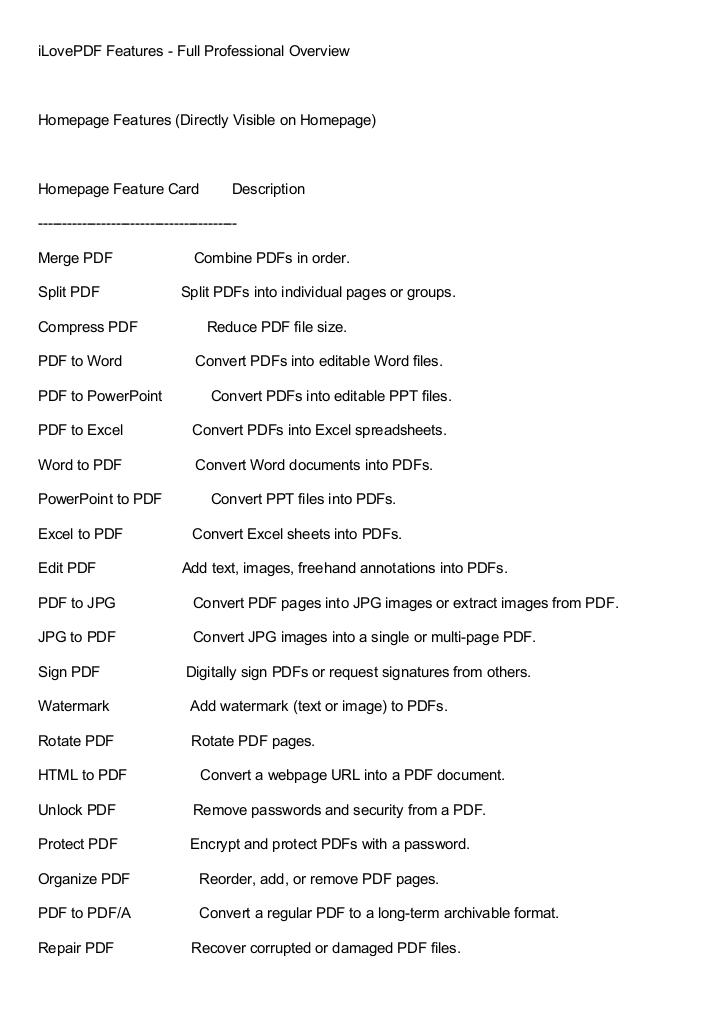 iLovePDF Features - Full Professional Overview
Homepage Features (Directly Visible on Homepage)
Homepage Feature Card Description
-----------------------------------------
Merge PDF Combine PDFs in order.
Split PDF Split PDFs into individual pages or groups.
Compress PDF Reduce PDF file size.
PDF to Word Convert PDFs into editable Word files.
PDF to PowerPoint Convert PDFs into editable PPT files.
PDF to Excel Convert PDFs into Excel spreadsheets.
Word to PDF Convert Word documents into PDFs.
PowerPoint to PDF Convert PPT files into PDFs.
Excel to PDF Convert Excel sheets into PDFs.
Edit PDF Add text, images, freehand annotations into PDFs.
PDF to JPG Convert PDF pages into JPG images or extract images from PDF.
JPG to PDF Convert JPG images into a single or multi-page PDF.
Sign PDF Digitally sign PDFs or request signatures from others.
Watermark Add watermark (text or image) to PDFs.
Rotate PDF Rotate PDF pages.
HTML to PDF Convert a webpage URL into a PDF document.
Unlock PDF Remove passwords and security from a PDF.
Protect PDF Encrypt and protect PDFs with a password.
Organize PDF Reorder, add, or remove PDF pages.
PDF to PDF/A Convert a regular PDF to a long-term archivable format.
Repair PDF Recover corrupted or damaged PDF files.